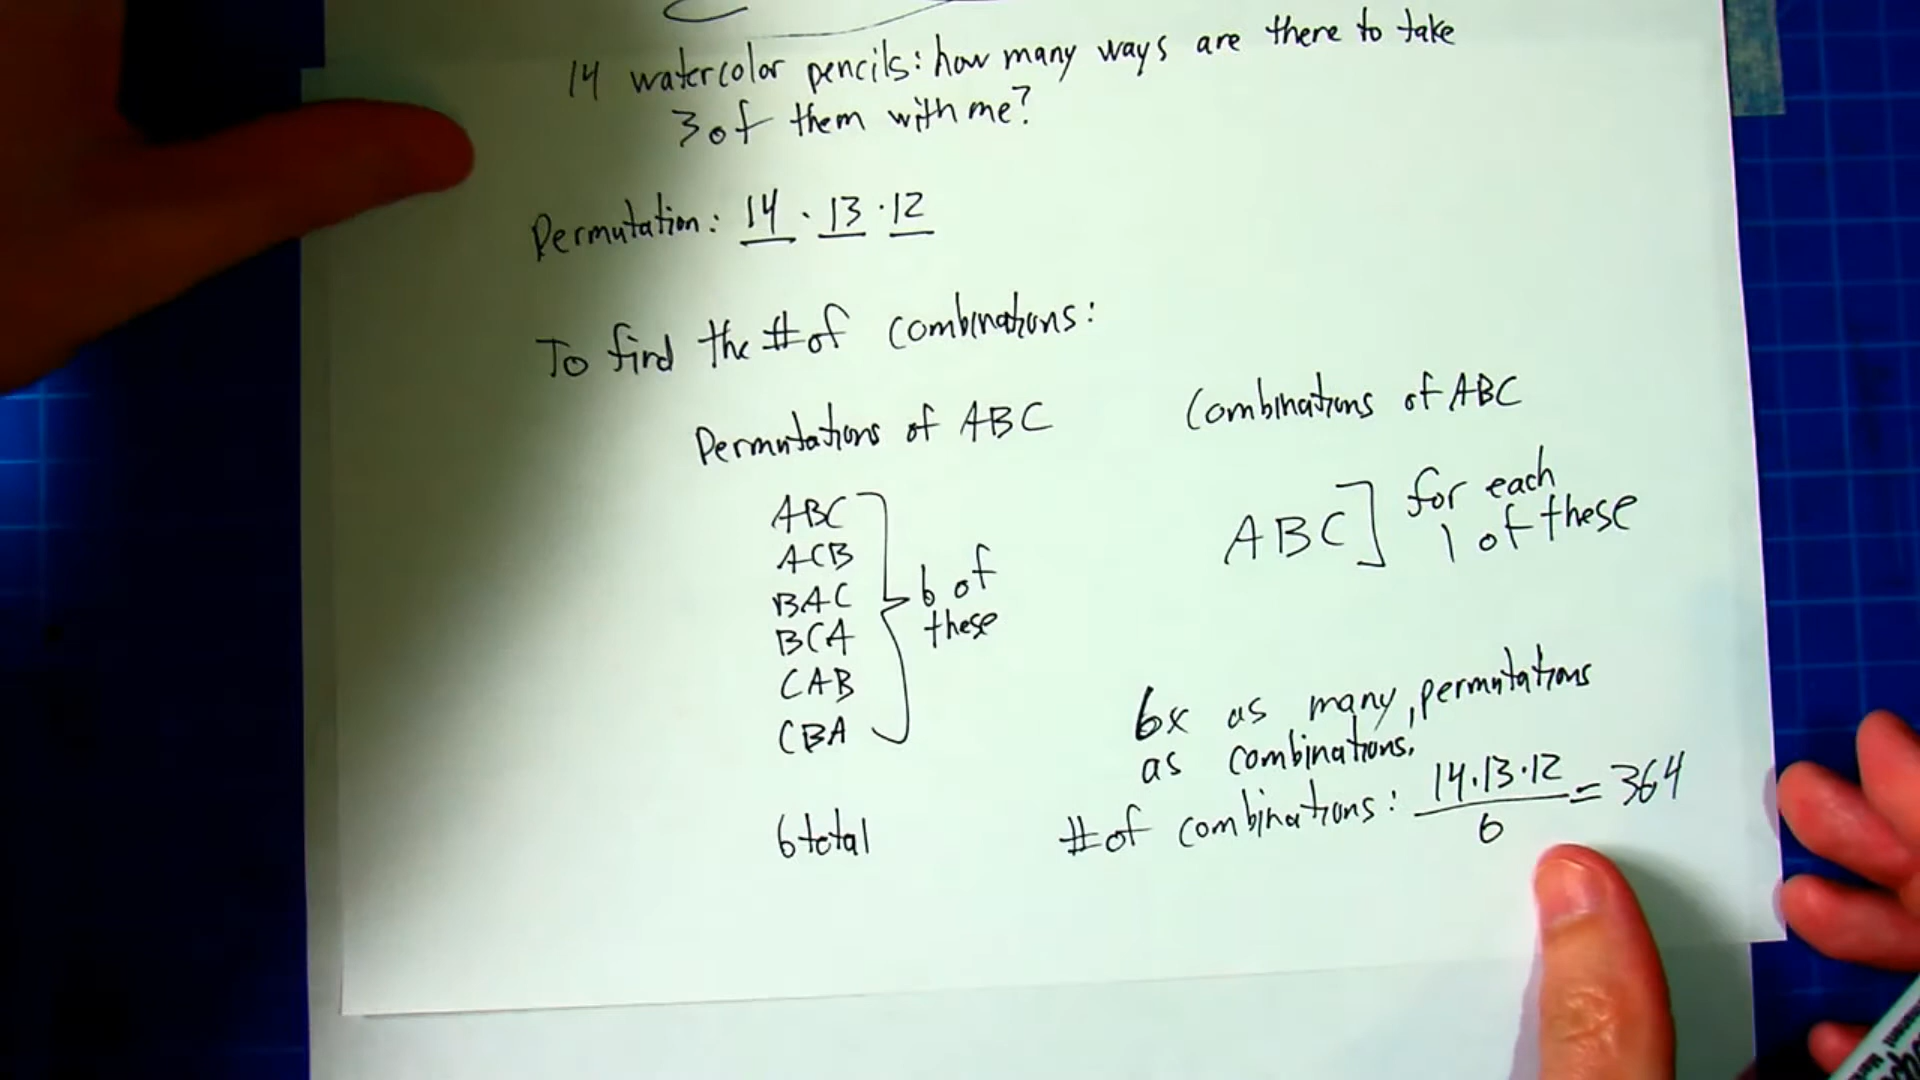 14 watercolor pencils: how many ways are there to take
3 of them with me?
Permutation: 14 · 13 · 12
To find the # of combinations:
Permutations of ABC
Combinations of ABC
ABC
ACB
BAC
BCA
CAB
CBA
6 of
these
ABC
for each
1 of these
6x as many permutations
as combinations.
6 total
# of combinations: 14·13·12 / 6 = 364